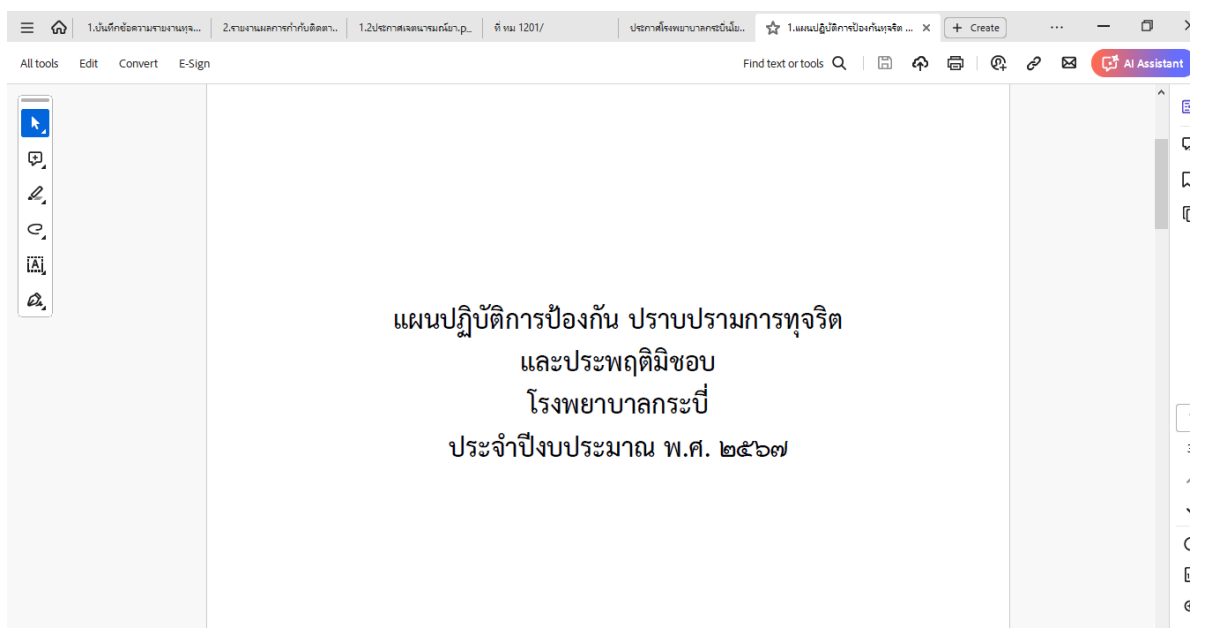 1.บันทึกข้อความรายงานทุจ...
2.รายงานผลการกำกับติดตา..
1.2ประกาศเจตนารมณ์นา.p_
ที่ ทม 1201/
ประกาศโรงพยาบาลกระบี่นโย..
1.แผนปฏิบัติการป้องกันทุจริต ...
+ Create
All tools
Edit
Convert
E-Sign
Find text or tools
AI Assistant
แผนปฏิบัติการป้องกัน ปราบปรามการทุจริต
และประพฤติมิชอบ
โรงพยาบาลกระบี่
ประจำปีงบประมาณ พ.ศ. ๒๕๖๗